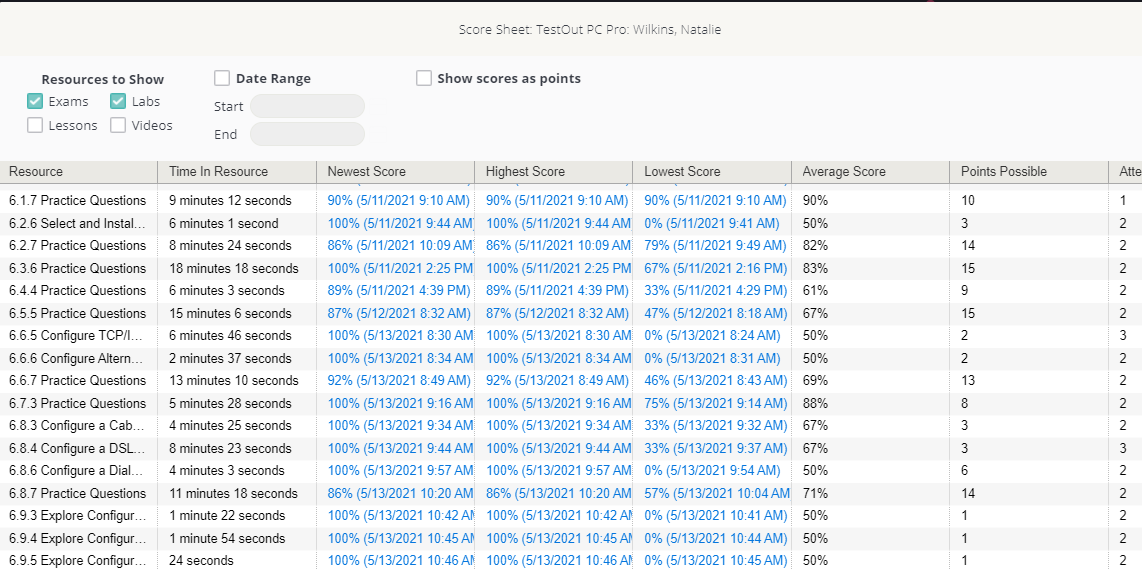 Score Sheet: TestOut PC Pro: Wilkins, Natalie
Resources to Show
Date Range
Show scores as points
Exams Labs
Start
Lessons Videos
End
Resource Time In Resource Newest Score Highest Score Lowest Score Average Score Points Possible Atte
6.1.7 Practice Questions 9 minutes 12 seconds 90% (5/11/2021 9:10 AM) 90% (5/11/2021 9:10 AM) 90% (5/11/2021 9:10 AM) 90% 10 1
6.2.6 Select and Instal... 6 minutes 1 second 100% (5/11/2021 9:44 AM 100% (5/11/2021 9:44 AM 0% (5/11/2021 9:41 AM) 50% 3 2
6.2.7 Practice Questions 8 minutes 24 seconds 86% (5/11/2021 10:09 AM 86% (5/11/2021 10:09 AM 79% (5/11/2021 9:49 AM) 82% 14 2
6.3.6 Practice Questions 18 minutes 18 seconds 100% (5/11/2021 2:25 PM 100% (5/11/2021 2:25 PM 67% (5/11/2021 2:16 PM) 83% 15 2
6.4.4 Practice Questions 6 minutes 3 seconds 89% (5/11/2021 4:39 PM) 89% (5/11/2021 4:39 PM) 33% (5/11/2021 4:29 PM) 61% 9 2
6.5.5 Practice Questions 15 minutes 6 seconds 87% (5/12/2021 8:32 AM) 87% (5/12/2021 8:32 AM) 47% (5/12/2021 8:18 AM) 67% 15 2
6.6.5 Configure TCP/I... 6 minutes 46 seconds 100% (5/13/2021 8:30 AM 100% (5/13/2021 8:30 AM 0% (5/13/2021 8:24 AM) 50% 2 3
6.6.6 Configure Altern... 2 minutes 37 seconds 100% (5/13/2021 8:34 AM 100% (5/13/2021 8:34 AM 0% (5/13/2021 8:31 AM) 50% 2 2
6.6.7 Practice Questions 13 minutes 10 seconds 92% (5/13/2021 8:49 AM) 92% (5/13/2021 8:49 AM) 46% (5/13/2021 8:43 AM) 69% 13 2
6.7.3 Practice Questions 5 minutes 28 seconds 100% (5/13/2021 9:16 AM 100% (5/13/2021 9:16 AM 75% (5/13/2021 9:14 AM) 88% 8 2
6.8.3 Configure a Cab... 4 minutes 25 seconds 100% (5/13/2021 9:34 AM 100% (5/13/2021 9:34 AM 33% (5/13/2021 9:32 AM) 67% 3 2
6.8.4 Configure a DSL... 8 minutes 23 seconds 100% (5/13/2021 9:44 AM 100% (5/13/2021 9:44 AM 33% (5/13/2021 9:37 AM) 67% 3 3
6.8.6 Configure a Dial... 4 minutes 3 seconds 100% (5/13/2021 9:57 AM 100% (5/13/2021 9:57 AM 0% (5/13/2021 9:54 AM) 50% 6 2
6.8.7 Practice Questions 11 minutes 18 seconds 86% (5/13/2021 10:20 AM 86% (5/13/2021 10:20 AM 57% (5/13/2021 10:04 AM 71% 14 2
6.9.3 Explore Configur... 1 minute 22 seconds 100% (5/13/2021 10:42 AM 100% (5/13/2021 10:42 AM 0% (5/13/2021 10:41 AM) 50% 1 2
6.9.4 Explore Configur... 1 minute 54 seconds 100% (5/13/2021 10:45 AM 100% (5/13/2021 10:45 AM 0% (5/13/2021 10:44 AM) 50% 1 2
6.9.5 Explore Configur... 24 seconds 100% (5/13/2021 10:46 AM 100% (5/13/2021 10:46 AM 0% (5/13/2021 10:45 AM) 50% 1 2